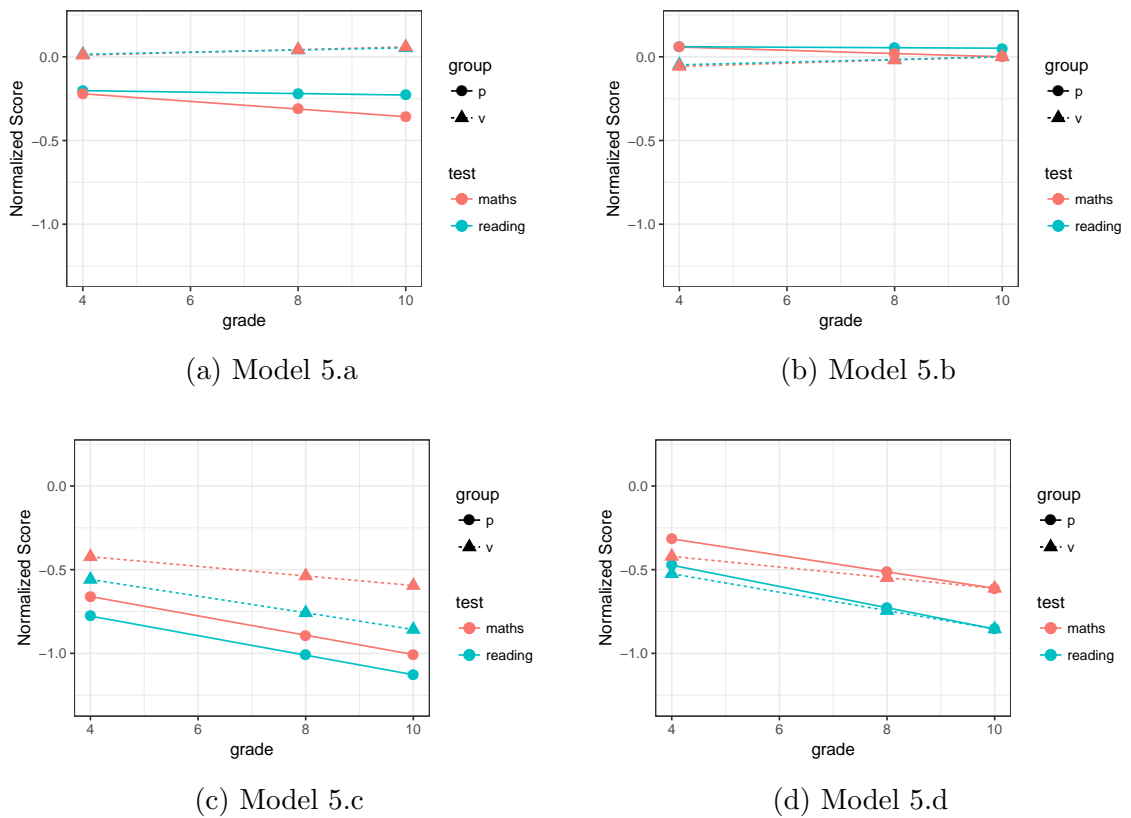 0.0
−0.5
−1.0
Normalized Score
4
6
8
10
grade
group
p
v
test
maths
reading
(a) Model 5.a
0.0
−0.5
−1.0
Normalized Score
4
6
8
10
grade
group
p
v
test
maths
reading
(b) Model 5.b
0.0
−0.5
−1.0
Normalized Score
4
6
8
10
grade
group
p
v
test
maths
reading
(c) Model 5.c
0.0
−0.5
−1.0
Normalized Score
4
6
8
10
grade
group
p
v
test
maths
reading
(d) Model 5.d